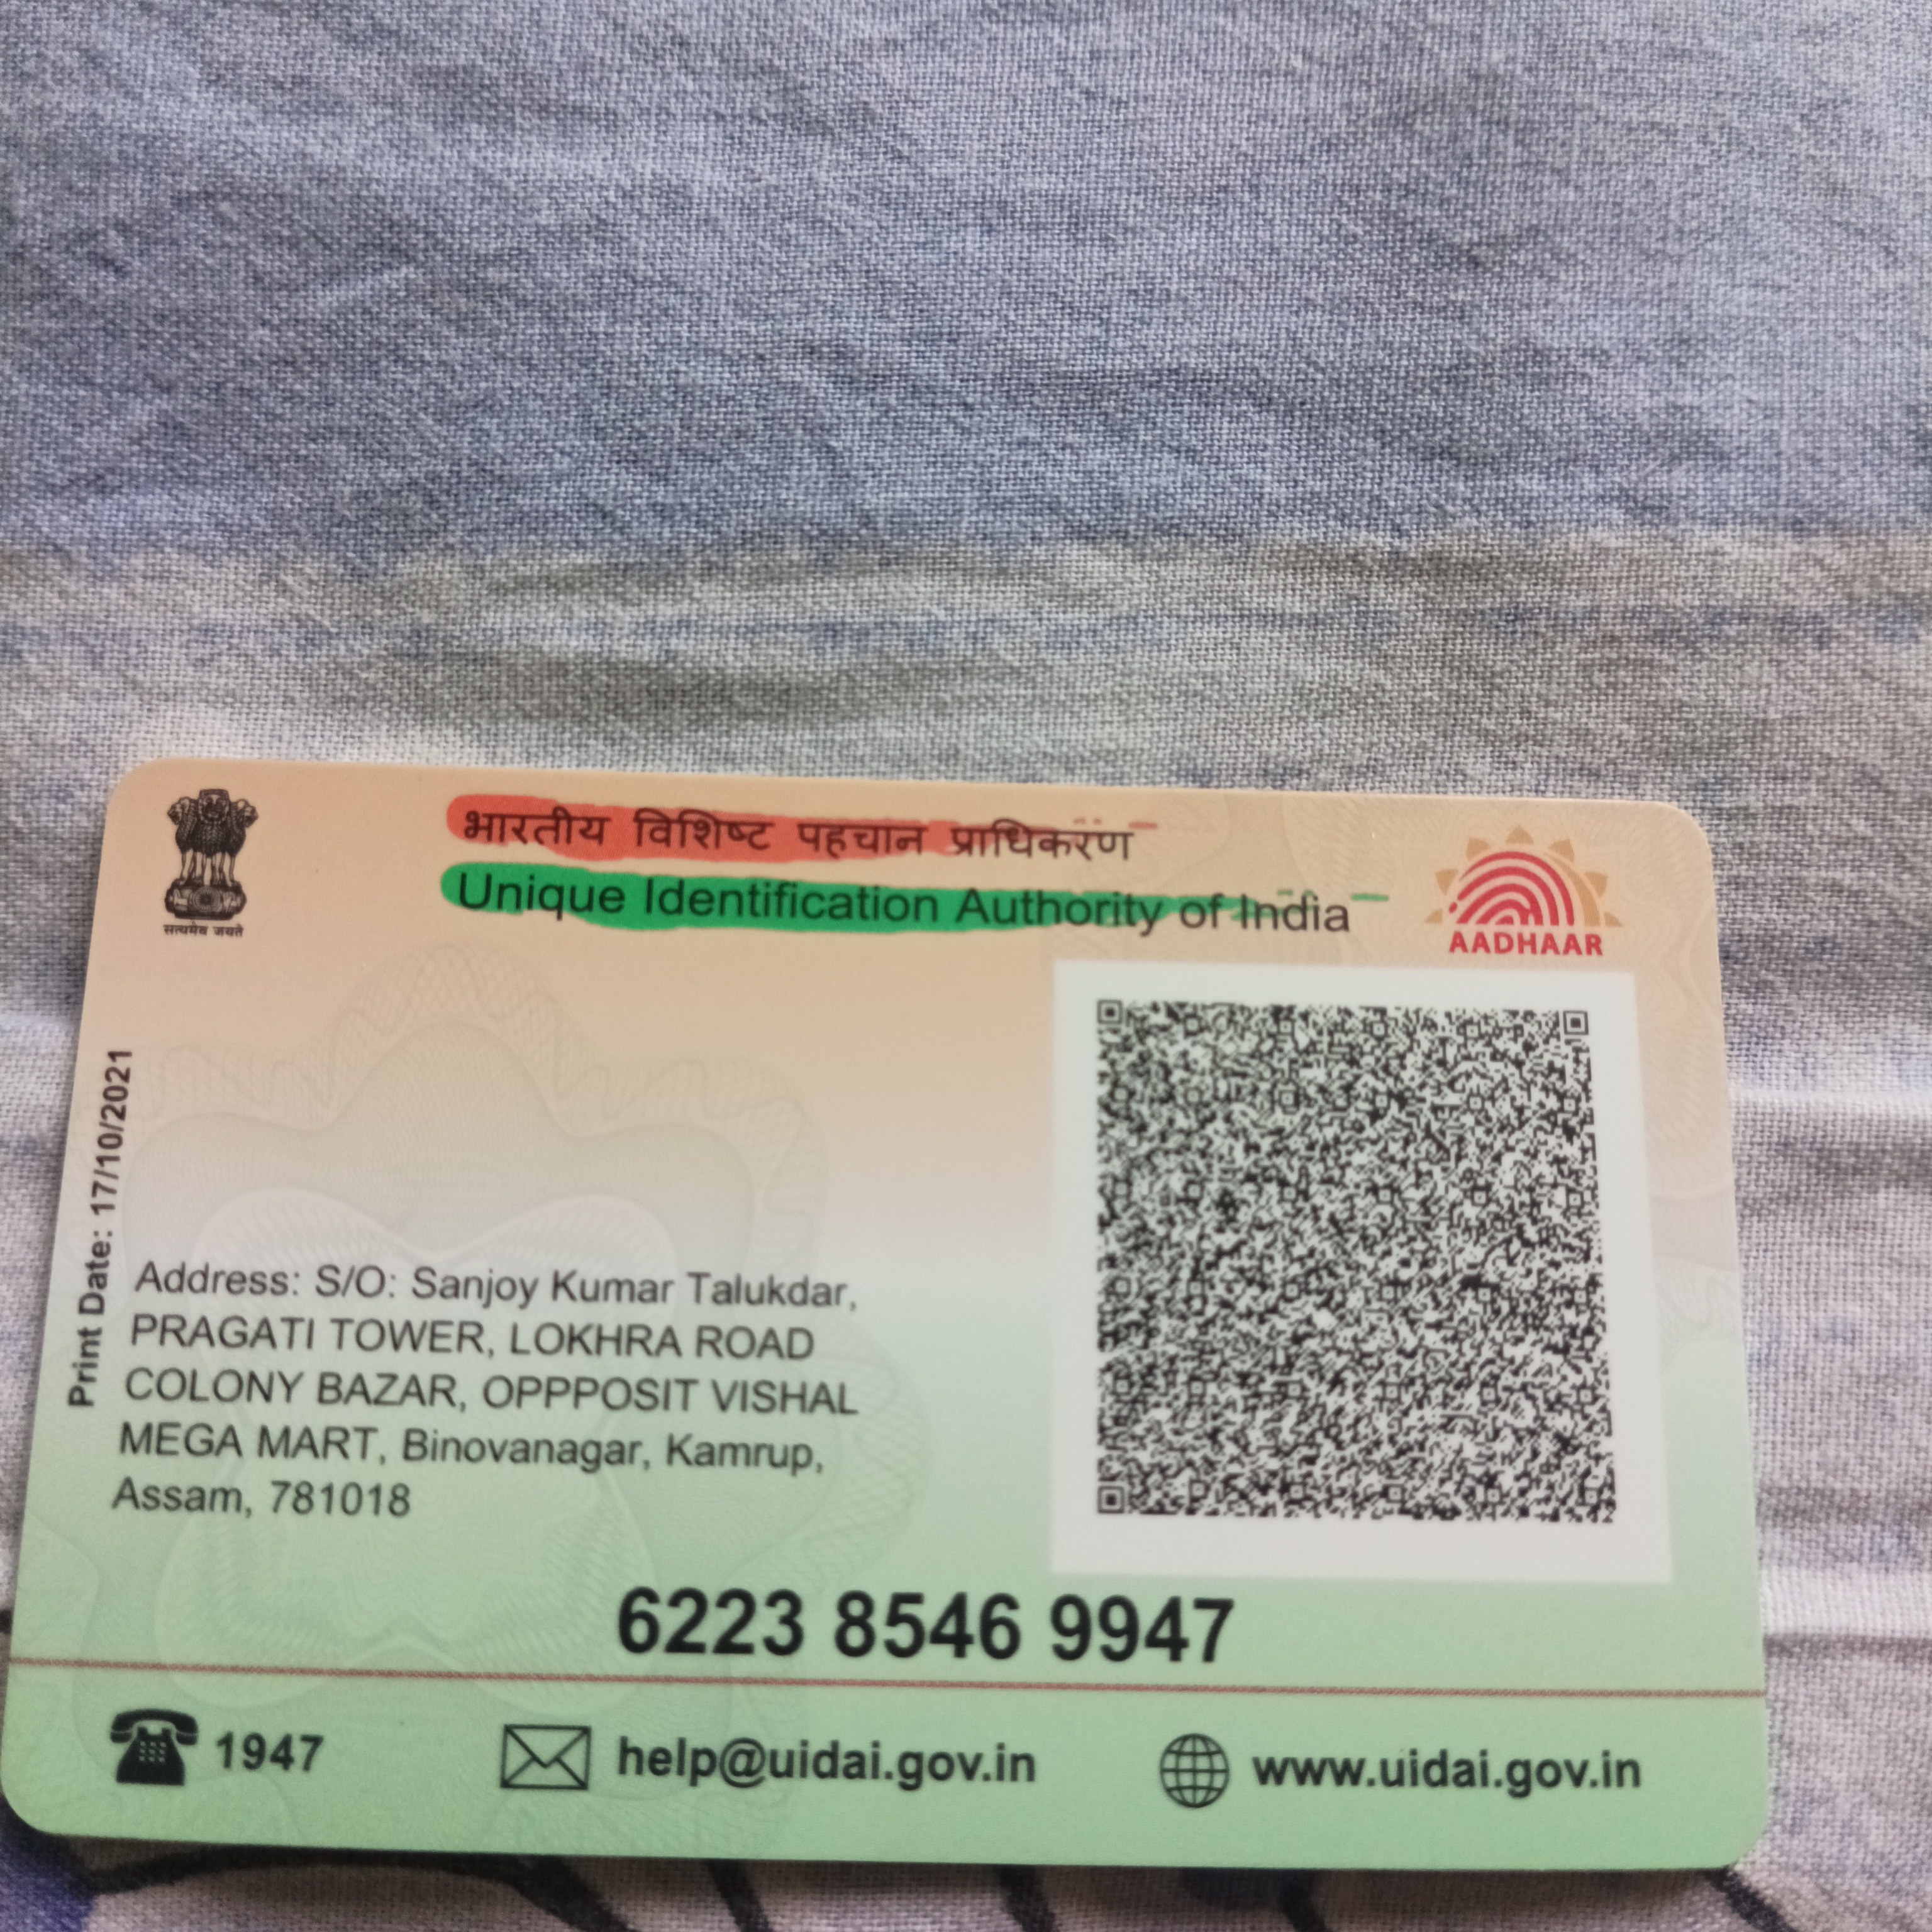 सत्यमेव जयते
भारतीय विशिष्ट पहचान प्राधिकरण
Unique Identification Authority of India
AADHAAR
Print Date: 17/10/2021
Address: S/O: Sanjoy Kumar Talukdar,
PRAGATI TOWER, LOKHRA ROAD
COLONY BAZAR, OPPPOSIT VISHAL
MEGA MART, Binovanagar, Kamrup,
Assam, 781018
6223 8546 9947
1947
help@uidai.gov.in
www.uidai.gov.in